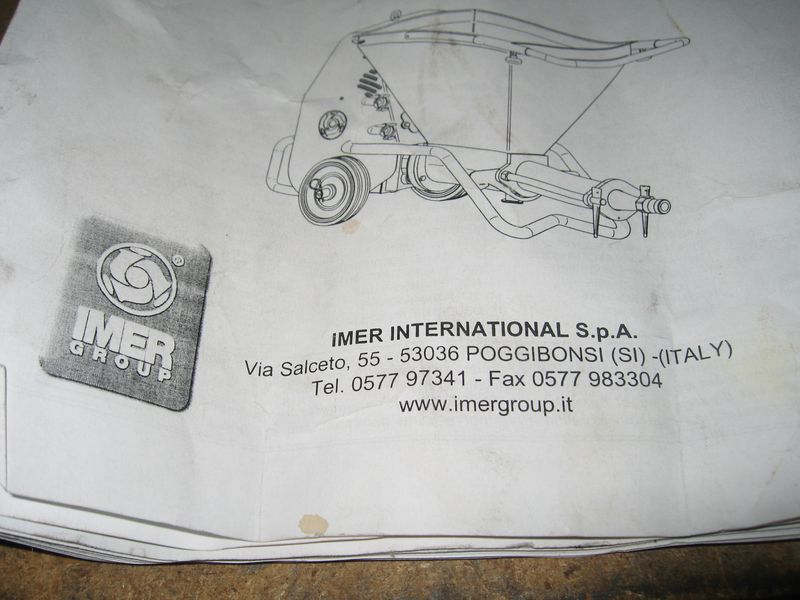 IMER
GROUP
®
IMER INTERNATIONAL S.p.A.
Via Salceto, 55 - 53036 POGGIBONSI (SI) -(ITALY)
Tel. 0577 97341 - Fax 0577 983304
www.imergroup.it